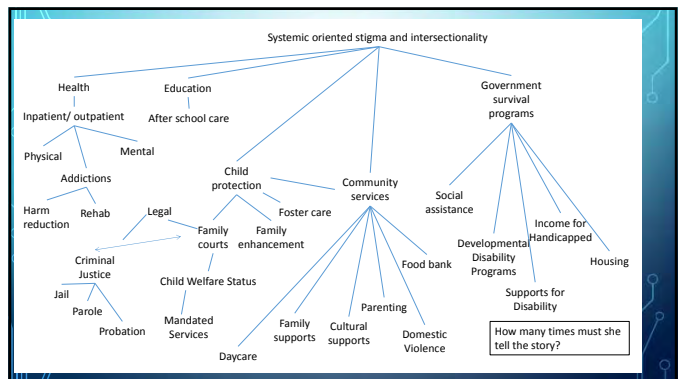 Systemic oriented stigma and intersectionality
Health
Education
Government
survival
programs
Inpatient/ outpatient
After school care
Physical
Mental
Addictions
Child
protection
Community
services
Social
assistance
Harm
reduction
Rehab
Legal
Foster care
Family
courts
Family
enhancement
Income for
Handicapped
Developmental
Disability
Programs
Housing
Criminal
Justice
Food bank
Child Welfare Status
Supports for
Disability
Jail
Parole
Probation
Mandated
Services
Parenting
Family
supports
Cultural
supports
Domestic
Violence
Daycare
How many times must she
tell the story?